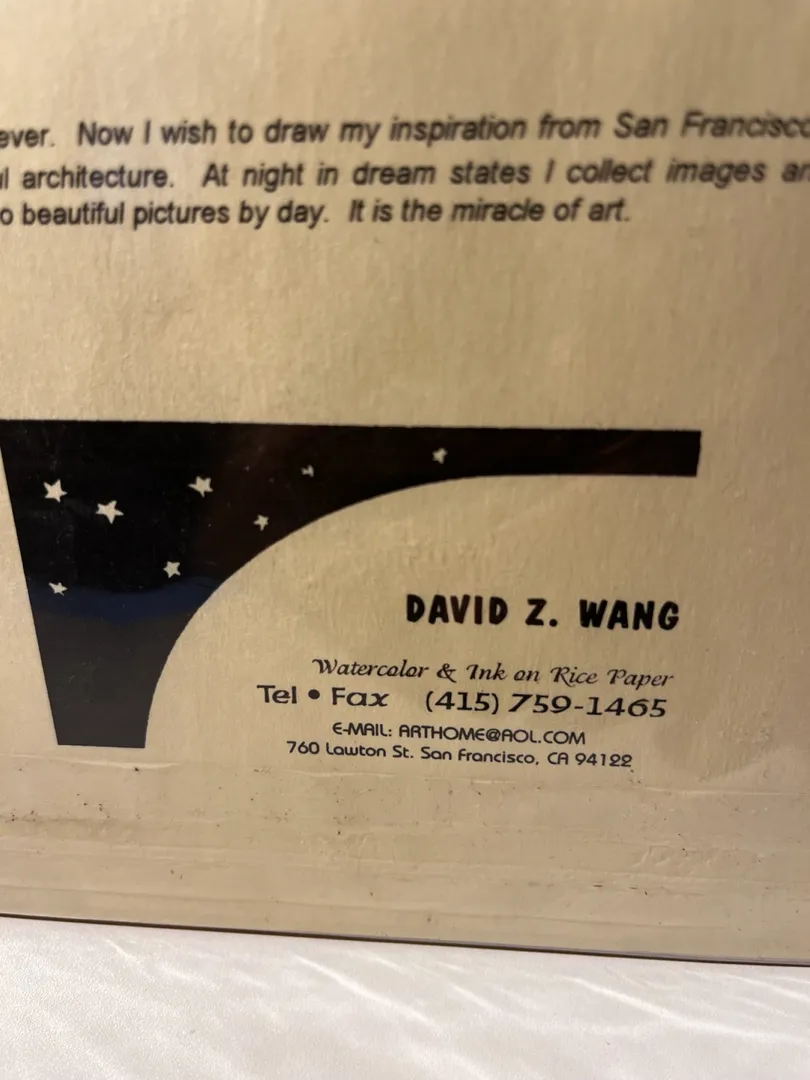 ever. Now I wish to draw my inspiration from San Francisco
architecture. At night in dream states I collect images
beautiful pictures by day. It is the miracle of art.
DAVID Z. WANG
Watercolor & Ink on Rice Paper
Tel • Fax (415) 759-1465
E-MAIL: ARTHOME@AOL.COM
760 Lawton St. San Francisco, CA 94122